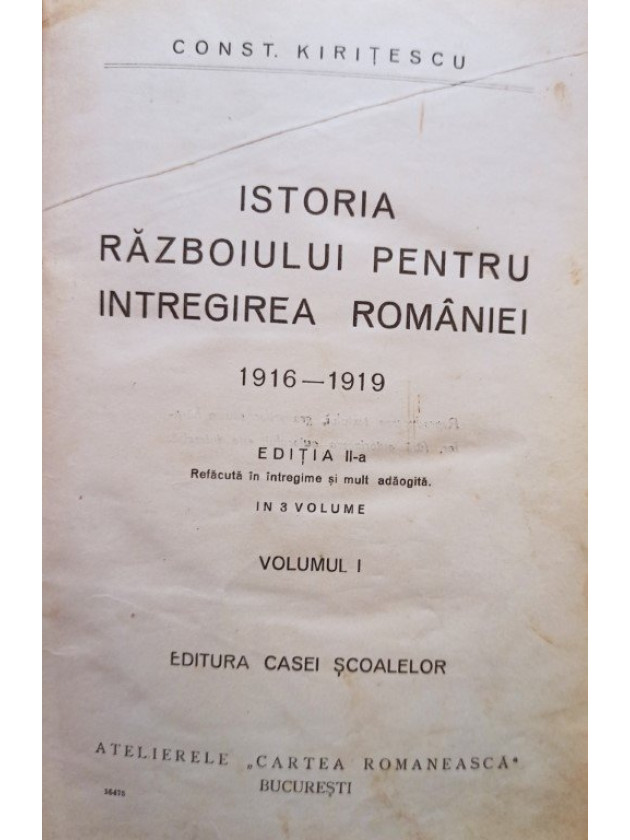 CONST. KIRIȚESCU
ISTORIA
RĂZBOIULUI PENTRU
INTREGIREA ROMÂNIEI
1916—1919
EDIȚIA II-a
Refăcută în întregime și mult adăogită.
IN 3 VOLUME
VOLUMUL I
EDITURA CASEI ȘCOALELOR
ATELIERELE „CARTEA ROMANEASCĂ"
BUCUREȘTI